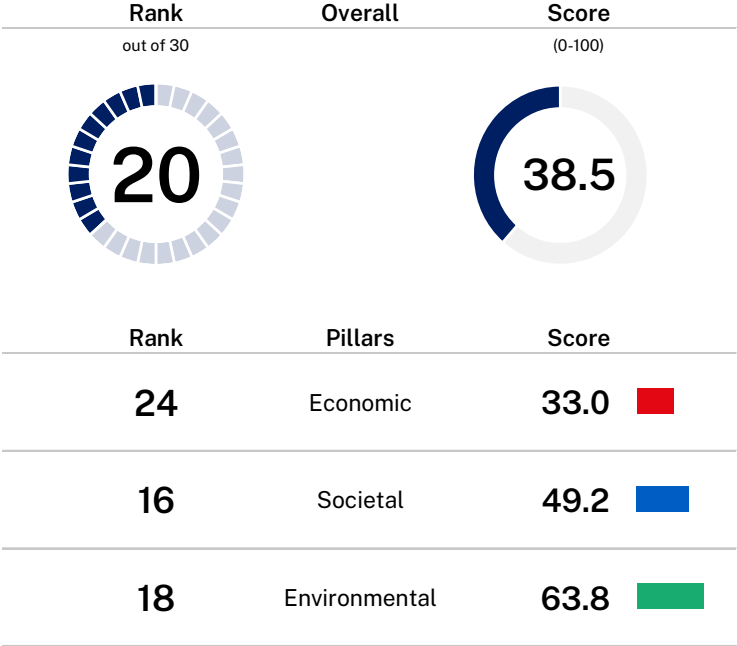 Rank Overall Score
out of 30 (0-100)
20 38.5
Rank Pillars Score
24 Economic 33.0
16 Societal 49.2
18 Environmental 63.8